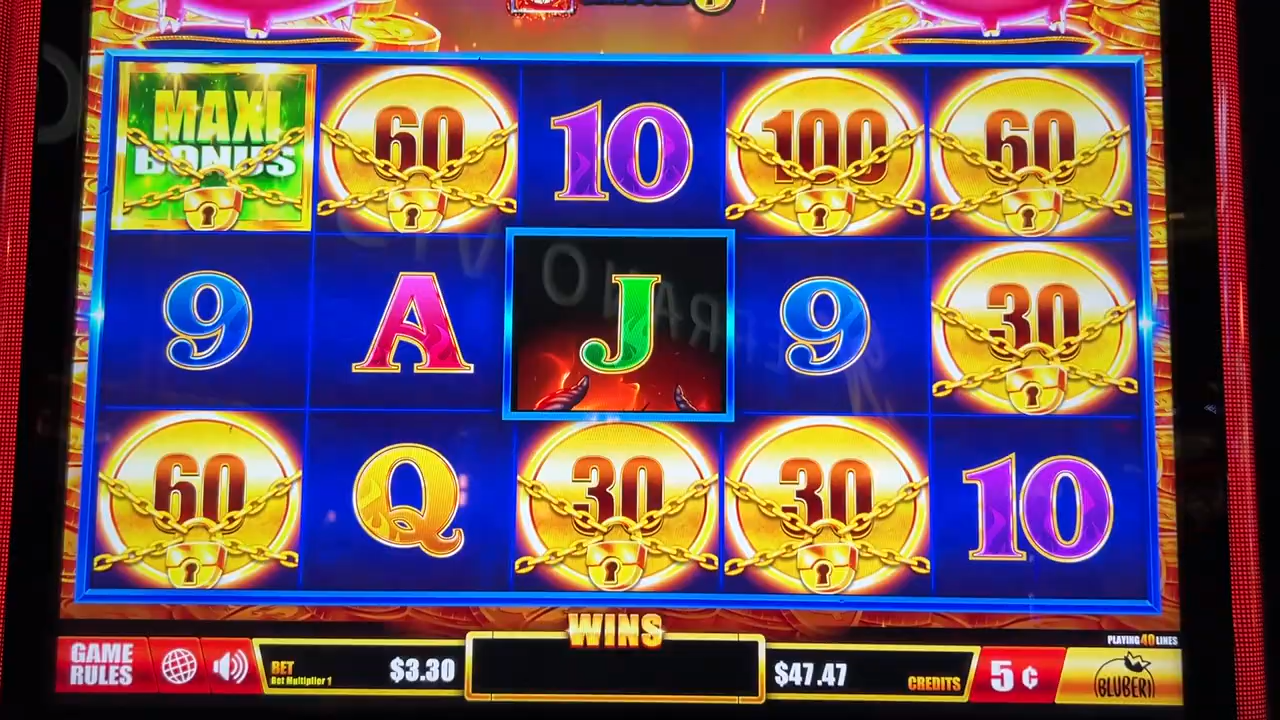 MAXI
BONUS
60
10
100
60
9
A
J
9
30
60
Q
30
30
10
WINS
PLAYING 40 LINES
GAME
RULES
BET
Bet Multiplier 1
$3.30
$47.47
CREDITS
5¢
BLUBERI